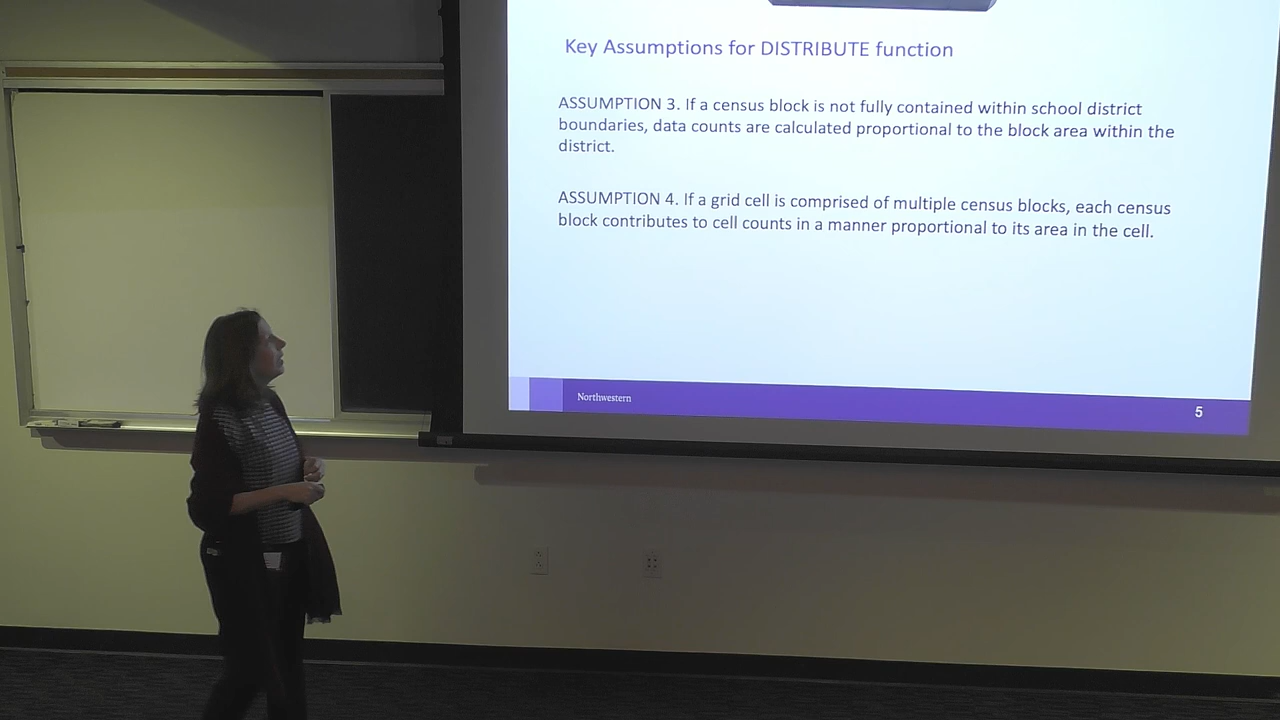 Key Assumptions for DISTRIBUTE function
ASSUMPTION 3. If a census block is not fully contained within school district
boundaries, data counts are calculated proportional to the block area within the
district.
ASSUMPTION 4. If a grid cell is comprised of multiple census blocks, each census
block contributes to cell counts in a manner proportional to its area in the cell.
Northwestern
5